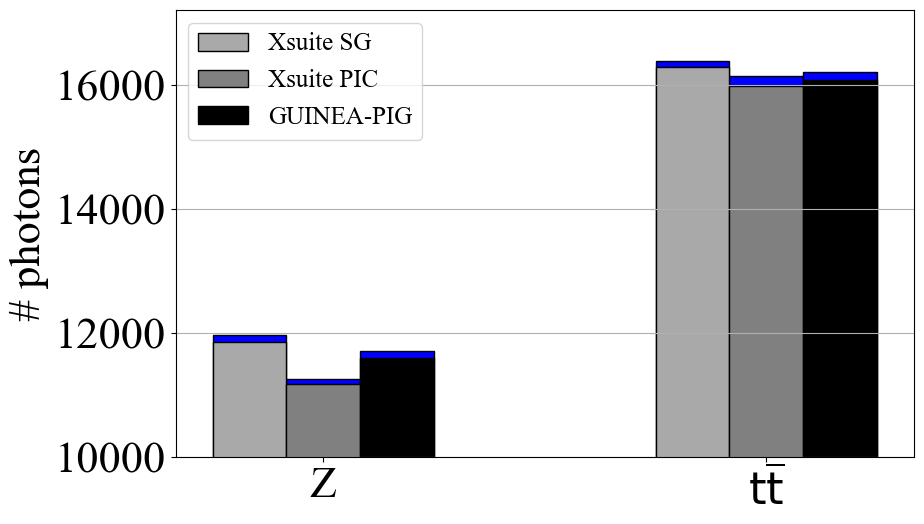 Xsuite SG
Xsuite PIC
GUINEA-PIG
# photons
16000
14000
12000
10000
Z
tt̅